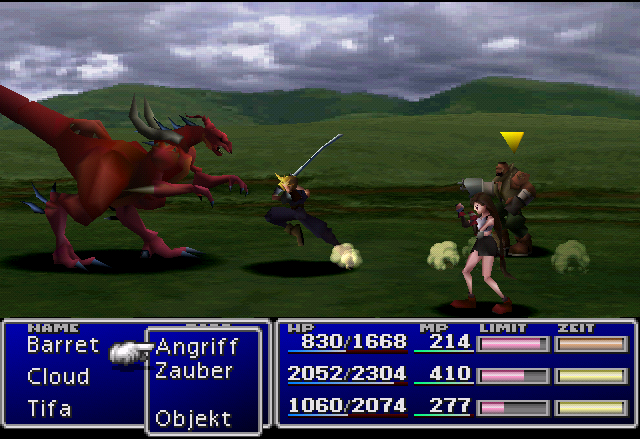 NAME
HP MP LIMIT ZEIT
Barret 830/1668 214
Cloud 2052/2304 410
Tifa 1060/2074 277
Angriff
Zauber
Objekt